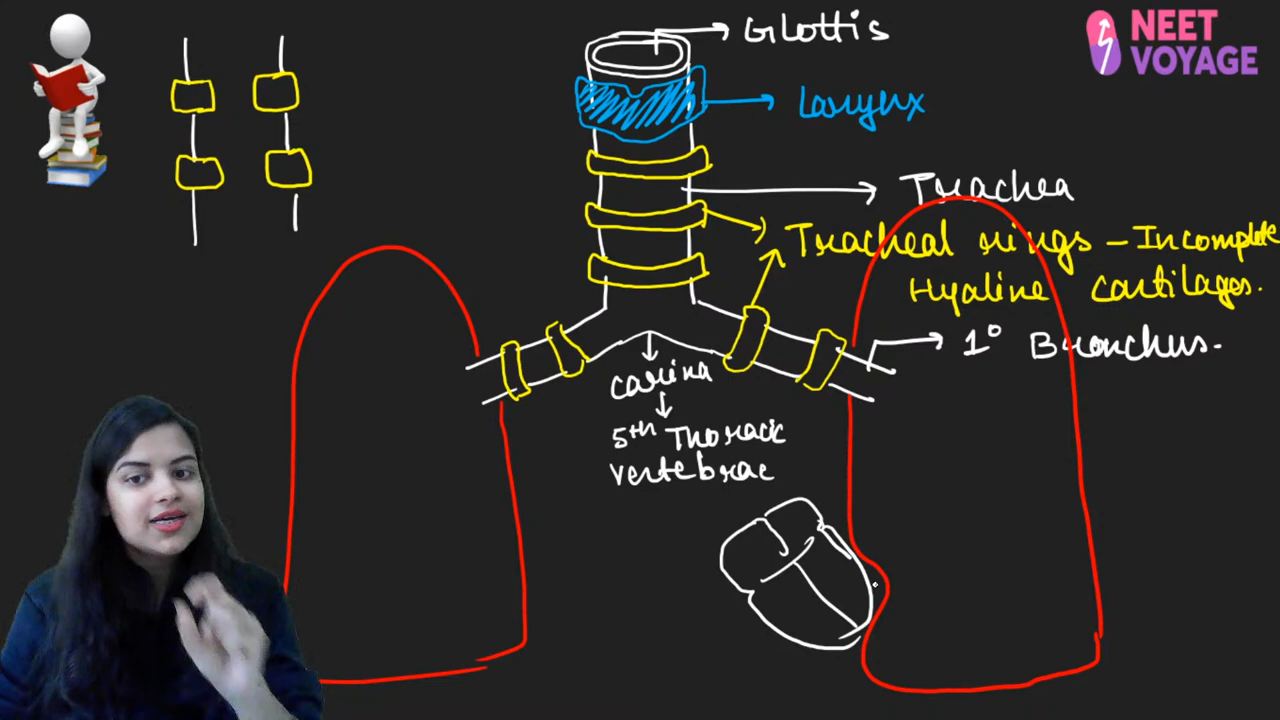 NEET
VOYAGE
Glottis
Larynx
Trachea
Tracheal rings - Incomplete
Hyaline cartilages.
1° Bronchus.
carina
5th Thoracic
vertebrae